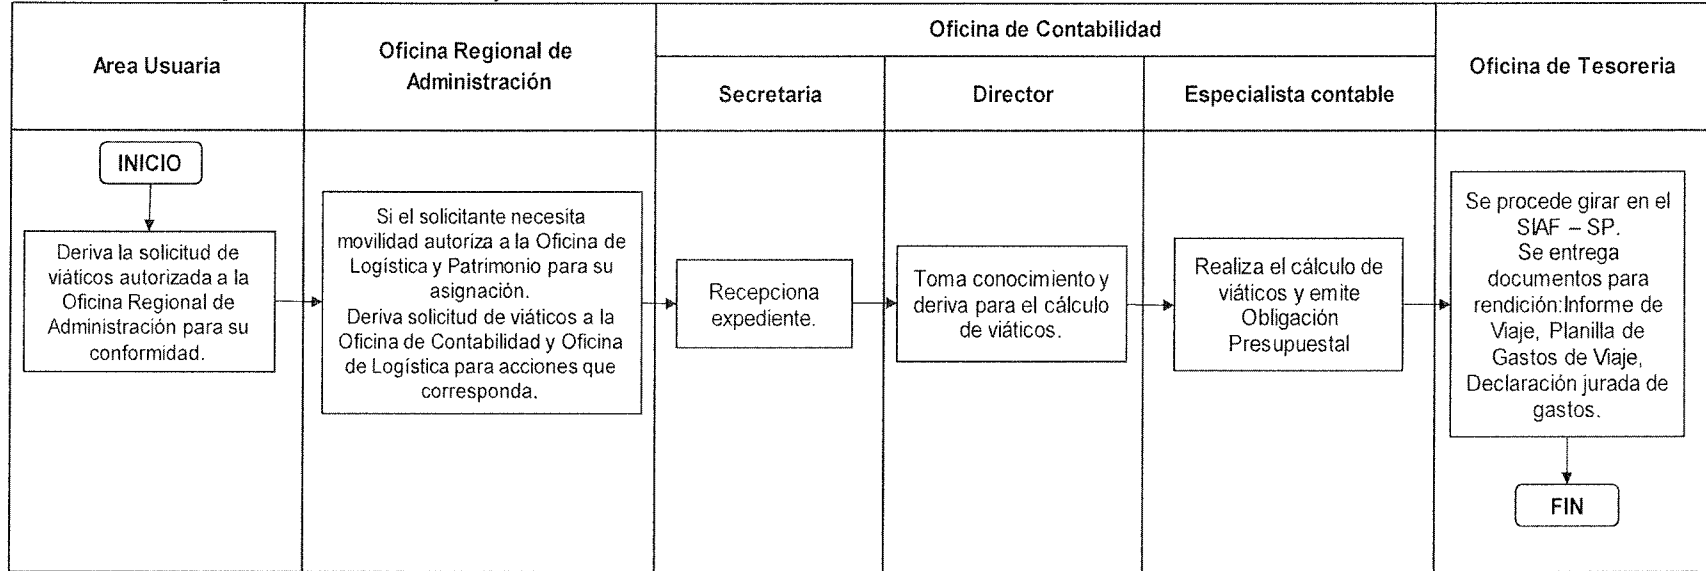 Area Usuaria
Oficina Regional de
Administración
Oficina de Contabilidad
Secretaria
Director
Especialista contable
Oficina de Tesoreria
INICIO
Deriva la solicitud de
viáticos autorizada a la
Oficina Regional de
Administración para su
conformidad.
Si el solicitante necesita
movilidad autoriza a la Oficina de
Logística y Patrimonio para su
asignación.
Deriva solicitud de viáticos a la
Oficina de Contabilidad y Oficina
de Logística para acciones que
corresponda.
Recepciona
expediente.
Toma conocimiento y
deriva para el cálculo
de viáticos.
Realiza el cálculo de
viáticos y emite
Obligación
Presupuestal
Se procede girar en el
SIAF – SP.
Se entrega
documentos para
rendición:Informe de
Viaje, Planilla de
Gastos de Viaje,
Declaración jurada de
gastos.
FIN